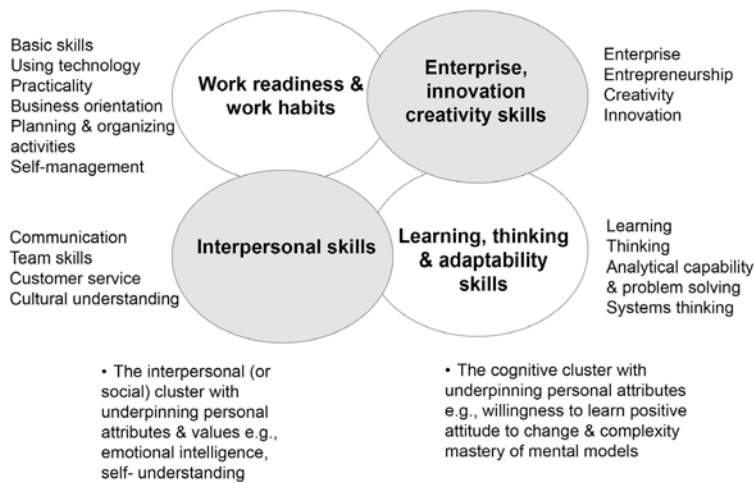 Basic skills
Using technology
Practicality
Business orientation
Planning & organizing
activities
Self-management
Work readiness &
work habits
Enterprise,
innovation
creativity skills
Enterprise
Entrepreneurship
Creativity
Innovation
Communication
Team skills
Customer service
Cultural understanding
Interpersonal skills
Learning, thinking
& adaptability
skills
Learning
Thinking
Analytical capability
& problem solving
Systems thinking
• The interpersonal (or
social) cluster with
underpinning personal
attributes & values e.g.,
emotional intelligence,
self- understanding
• The cognitive cluster with
underpinning personal attributes
e.g., willingness to learn positive
attitude to change & complexity
mastery of mental models